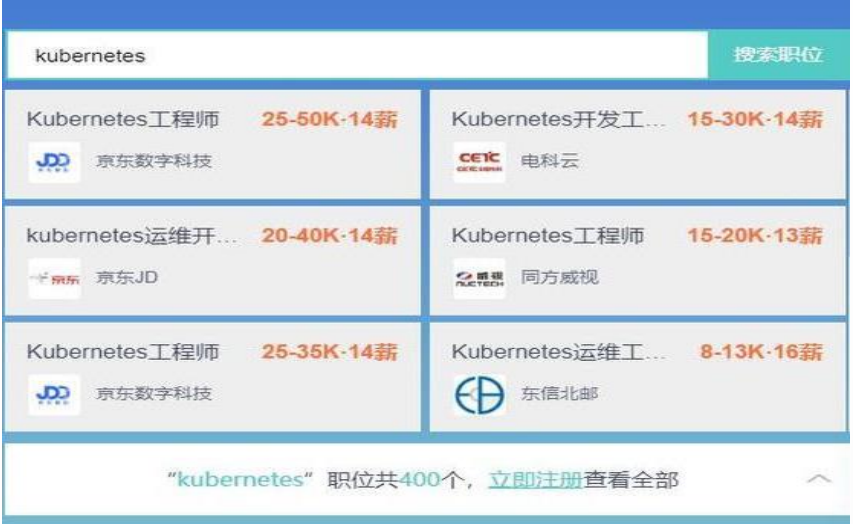 kubernetes 搜索职位
Kubernetes工程师 25-50K·14薪
京东数字科技
Kubernetes开发工... 15-30K·14薪
CETC 电科云
kubernetes运维开... 20-40K·14薪
京东 京东JD
Kubernetes工程师 15-20K·13薪
威视 NUCTECH 同方威视
Kubernetes工程师 25-35K·14薪
京东数字科技
Kubernetes运维工... 8-13K·16薪
东信北邮
“kubernetes” 职位共400个，立即注册查看全部